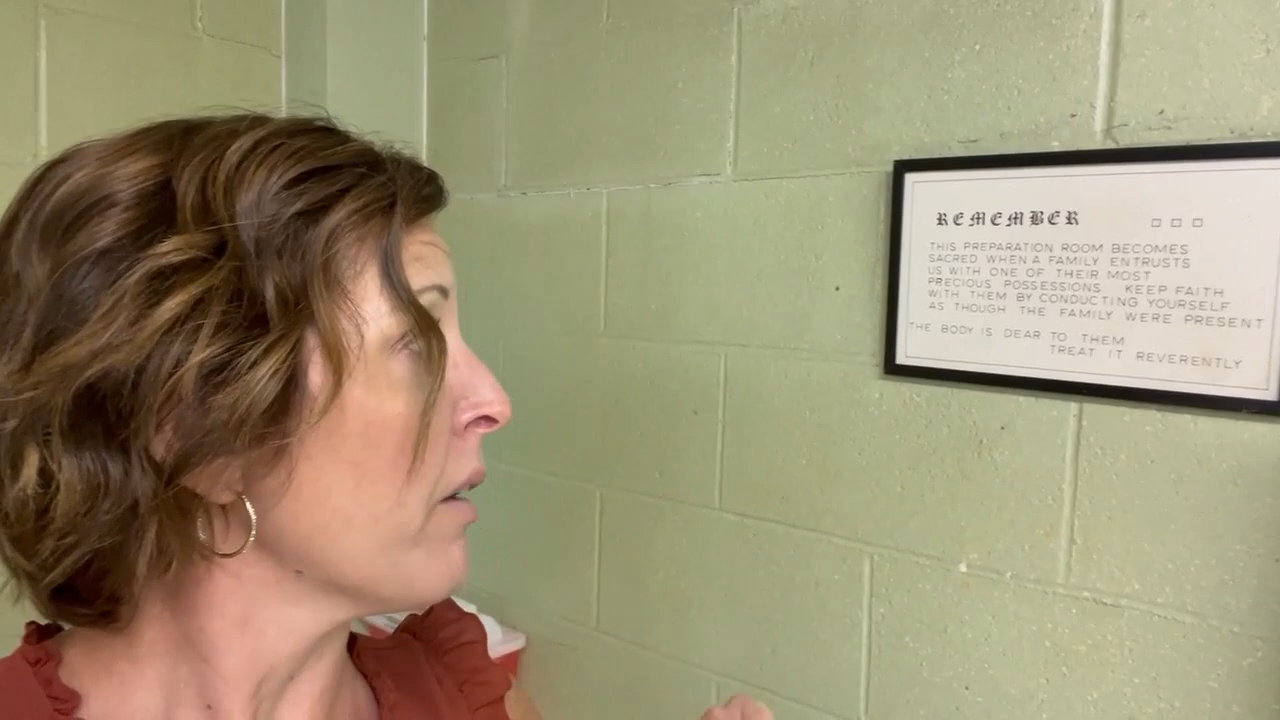 REMEMBER □ □ □
THIS PREPARATION ROOM BECOMES
SACRED WHEN A FAMILY ENTRUSTS
US WITH ONE OF THEIR MOST
PRECIOUS POSSESSIONS KEEP FAITH
WITH THEM BY CONDUCTING YOURSELF
AS THOUGH THE FAMILY WERE PRESENT
THE BODY IS DEAR TO THEM
TREAT IT REVERENTLY